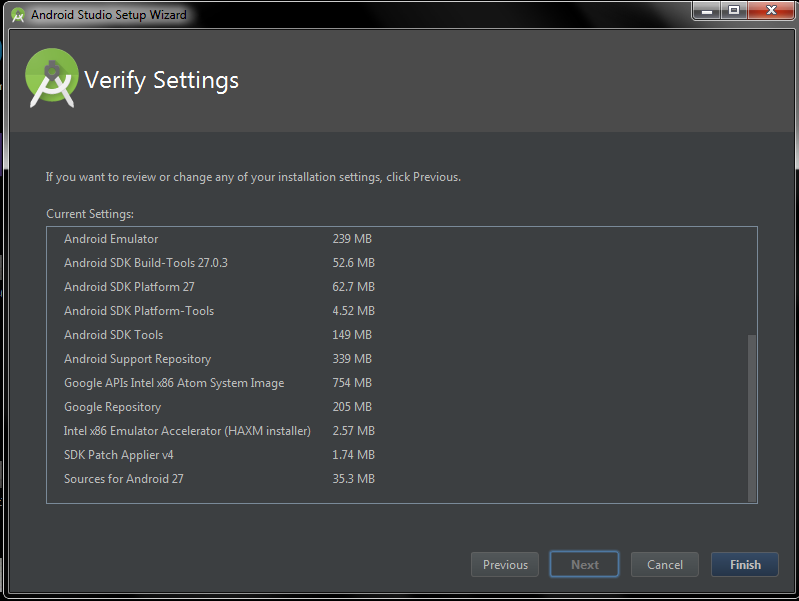 Android Studio Setup Wizard
Verify Settings
If you want to review or change any of your installation settings, click Previous.
Current Settings:
Android Emulator 239 MB
Android SDK Build-Tools 27.0.3 52.6 MB
Android SDK Platform 27 62.7 MB
Android SDK Platform-Tools 4.52 MB
Android SDK Tools 149 MB
Android Support Repository 339 MB
Google APIs Intel x86 Atom System Image 754 MB
Google Repository 205 MB
Intel x86 Emulator Accelerator (HAXM installer) 2.57 MB
SDK Patch Applier v4 1.74 MB
Sources for Android 27 35.3 MB
Previous Next Cancel Finish